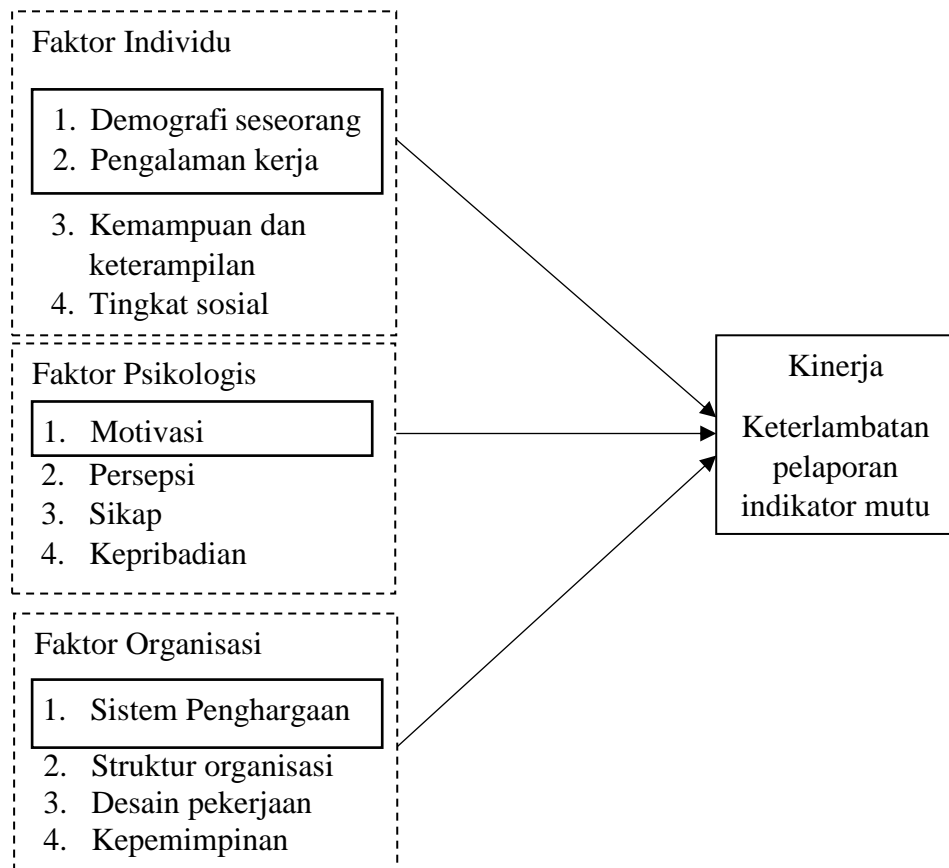 Faktor Individu
1. Demografi seseorang
2. Pengalaman kerja
3. Kemampuan dan
keterampilan
4. Tingkat sosial
Faktor Psikologis
1. Motivasi
2. Persepsi
3. Sikap
4. Kepribadian
Faktor Organisasi
1. Sistem Penghargaan
2. Struktur organisasi
3. Desain pekerjaan
4. Kepemimpinan
Kinerja
Keterlambatan
pelaporan
indikator mutu